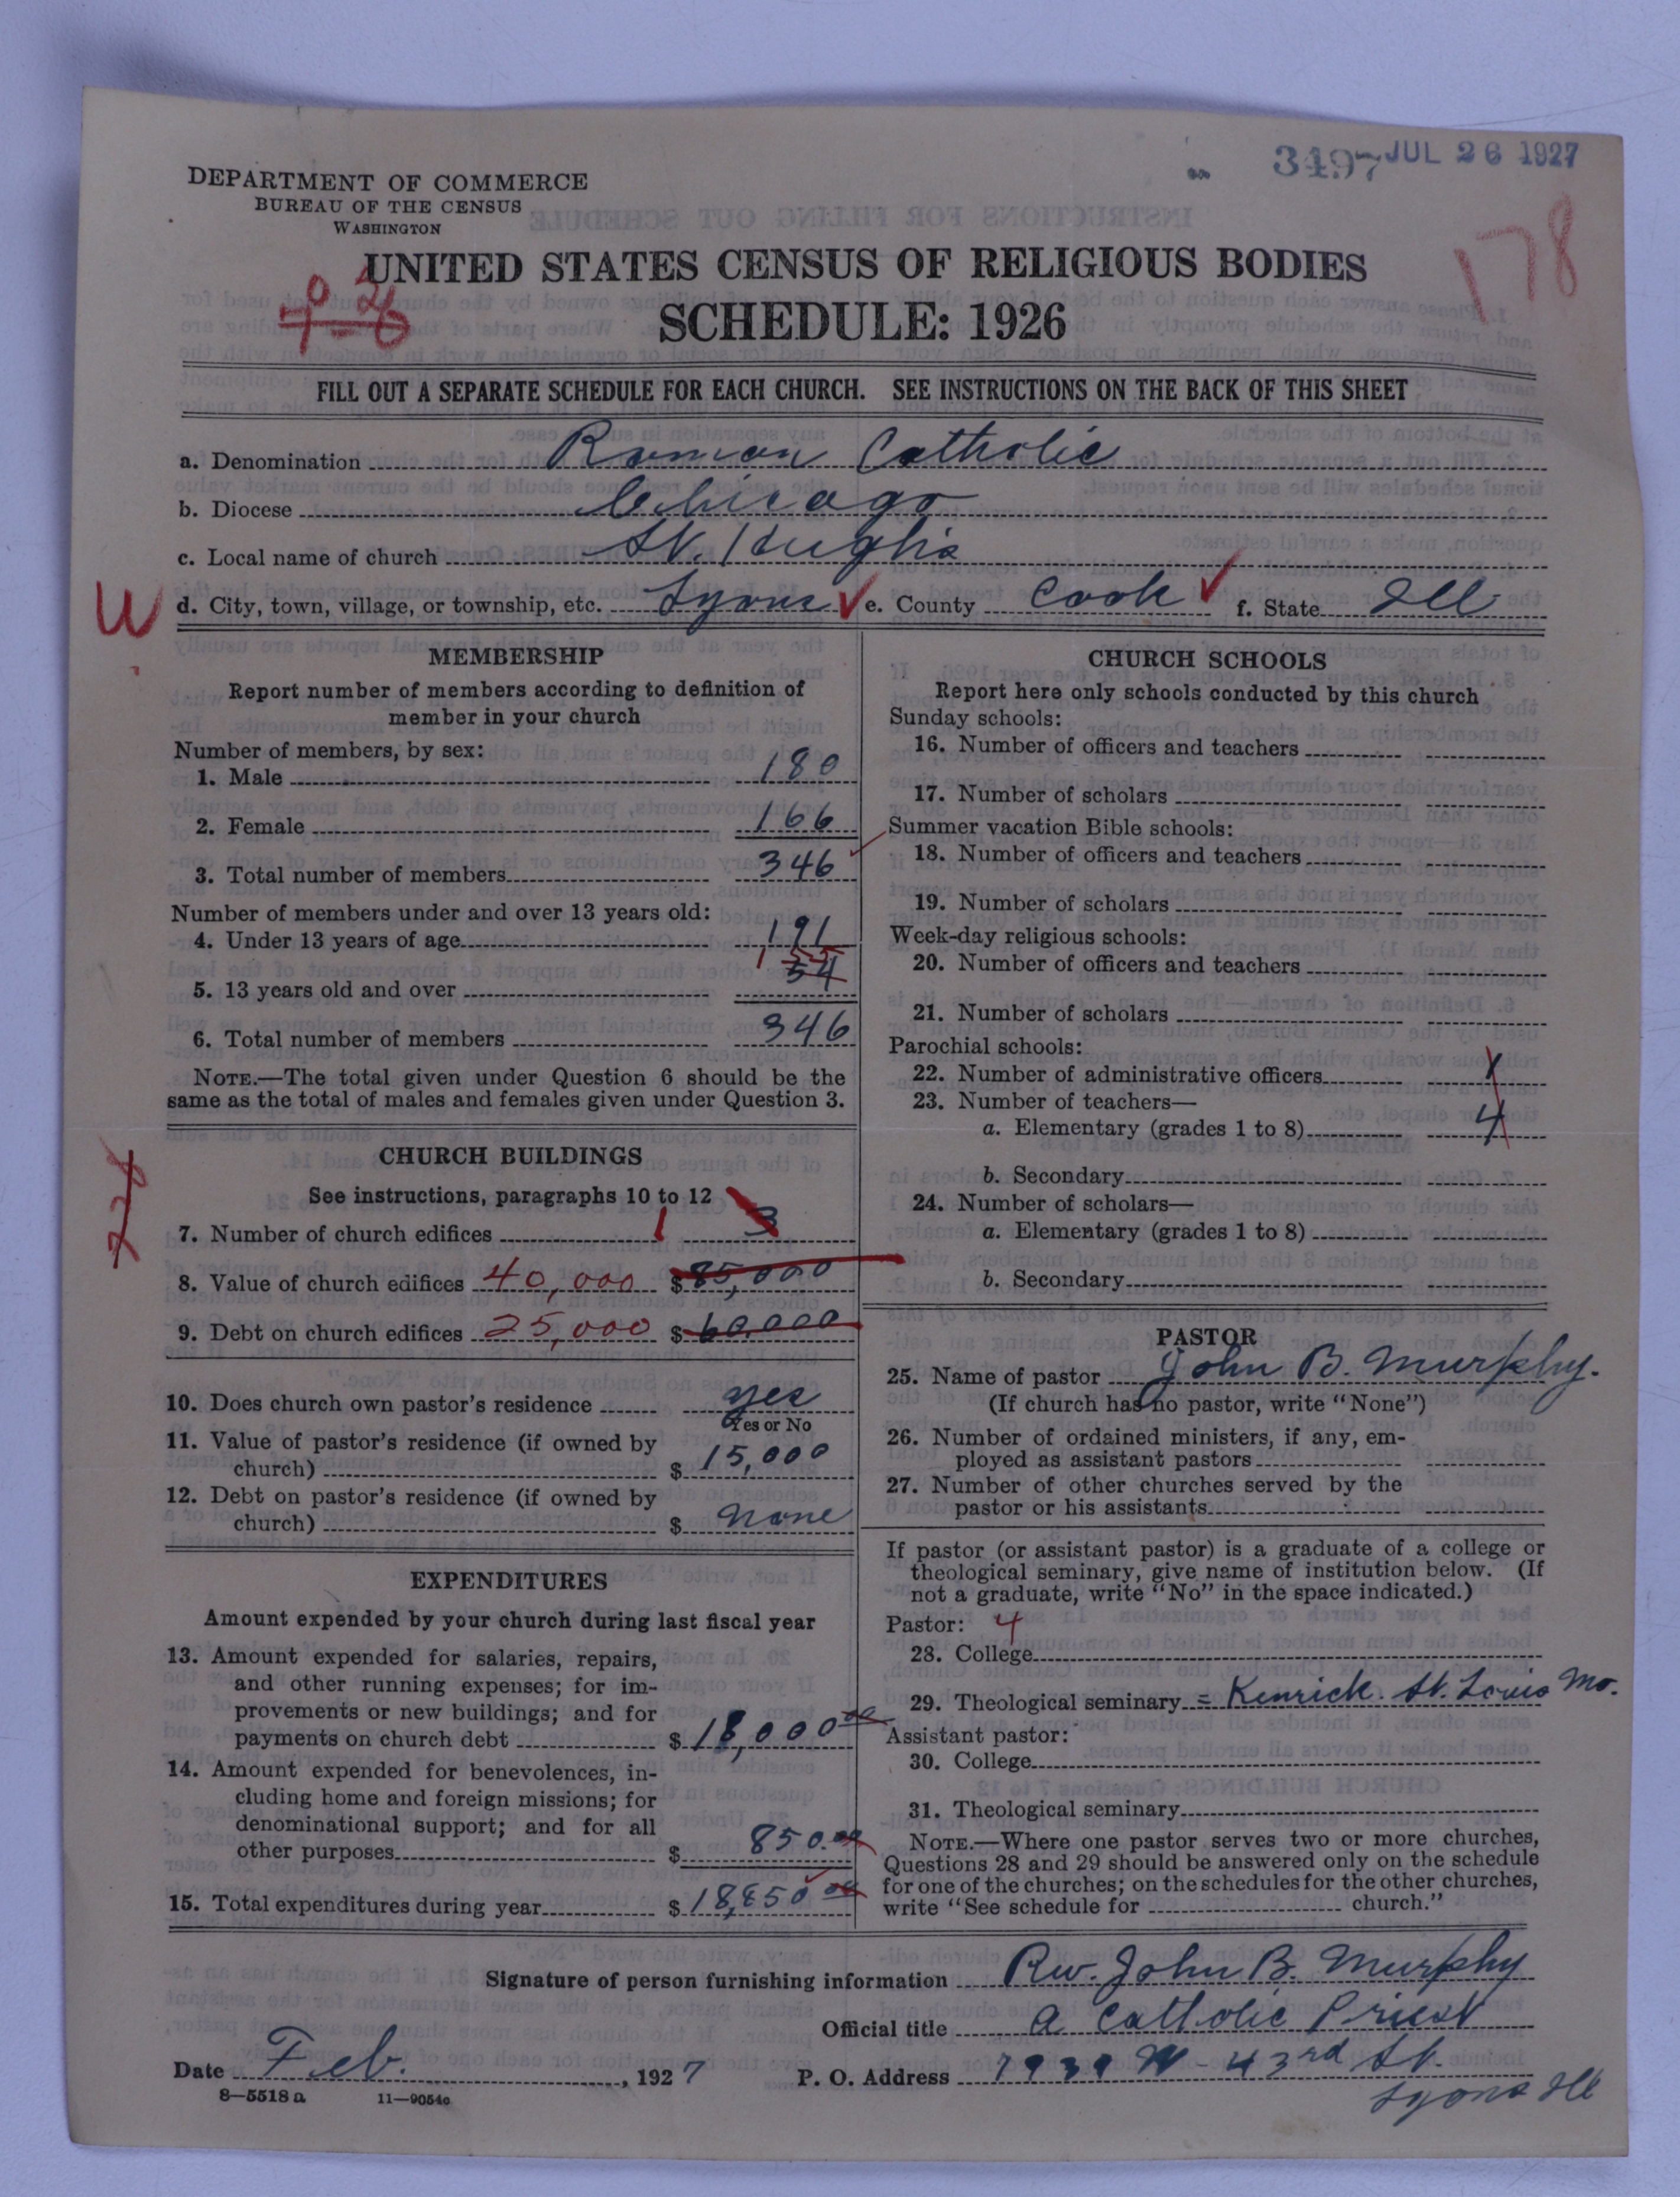 3497 JUL 26 1927
DEPARTMENT OF COMMERCE
BUREAU OF THE CENSUS
WASHINGTON
178
UNITED STATES CENSUS OF RELIGIOUS BODIES
SCHEDULE: 1926
FILL OUT A SEPARATE SCHEDULE FOR EACH CHURCH. SEE INSTRUCTIONS ON THE BACK OF THIS SHEET
a. Denomination Roman Catholic
b. Diocese Chicago
c. Local name of church St. Hugh's
W d. City, town, village, or township, etc. Lyons e. County Cook f. State Ill
MEMBERSHIP
Report number of members according to definition of
member in your church
Number of members, by sex:
1. Male 180
2. Female 166
3. Total number of members 346
Number of members under and over 13 years old:
4. Under 13 years of age 191
155
54
5. 13 years old and over
6. Total number of members 346
NOTE.—The total given under Question 6 should be the
same as the total of males and females given under Question 3.
CHURCH BUILDINGS
See instructions, paragraphs 10 to 12
7. Number of church edifices 1 3
8. Value of church edifices 40,000 $85,000
9. Debt on church edifices 25,000 $60,000
10. Does church own pastor's residence yes
Yes or No
11. Value of pastor's residence (if owned by
church) $15,000
12. Debt on pastor's residence (if owned by
church) $ none
EXPENDITURES
Amount expended by your church during last fiscal year
13. Amount expended for salaries, repairs,
and other running expenses; for im-
provements or new buildings; and for
payments on church debt $18,000 00
14. Amount expended for benevolences, in-
cluding home and foreign missions; for
denominational support; and for all
other purposes $850.00
15. Total expenditures during year $18,850 00
CHURCH SCHOOLS
Report here only schools conducted by this church
Sunday schools:
16. Number of officers and teachers
17. Number of scholars
Summer vacation Bible schools:
18. Number of officers and teachers
19. Number of scholars
Week-day religious schools:
20. Number of officers and teachers
21. Number of scholars
Parochial schools:
22. Number of administrative officers 1
23. Number of teachers—
a. Elementary (grades 1 to 8) 4
b. Secondary
24. Number of scholars—
a. Elementary (grades 1 to 8)
b. Secondary
PASTOR
25. Name of pastor John B. Murphy.
(If church has no pastor, write "None")
26. Number of ordained ministers, if any, em-
ployed as assistant pastors
27. Number of other churches served by the
pastor or his assistants
If pastor (or assistant pastor) is a graduate of a college or
theological seminary, give name of institution below. (If
not a graduate, write "No" in the space indicated.)
Pastor: 4
28. College
29. Theological seminary = Kenrick. St. Louis Mo.
Assistant pastor:
30. College
31. Theological seminary
NOTE.—Where one pastor serves two or more churches,
Questions 28 and 29 should be answered only on the schedule
for one of the churches; on the schedules for the other churches,
write "See schedule for church."
Signature of person furnishing information Rev. John B. Murphy
Official title a Catholic Priest
Date Feb. , 1927 P. O. Address 7939 W - 43rd St.
Lyons Ill
8—5518 a 11—9054c